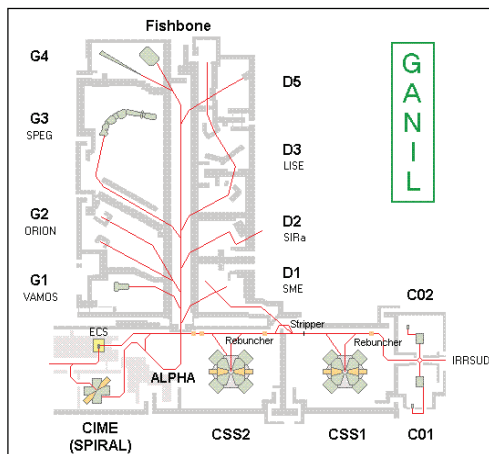 Fishbone
G4
G3
SPEG
G2
ORION
G1
VAMOS
D5
D3
LISE
D2
SIRa
D1
SME
GANIL
C02
ECS
Stripper
Rebuncher
Rebuncher
IRRSUD
ALPHA
CIME
(SPIRAL)
CSS2
CSS1
C01